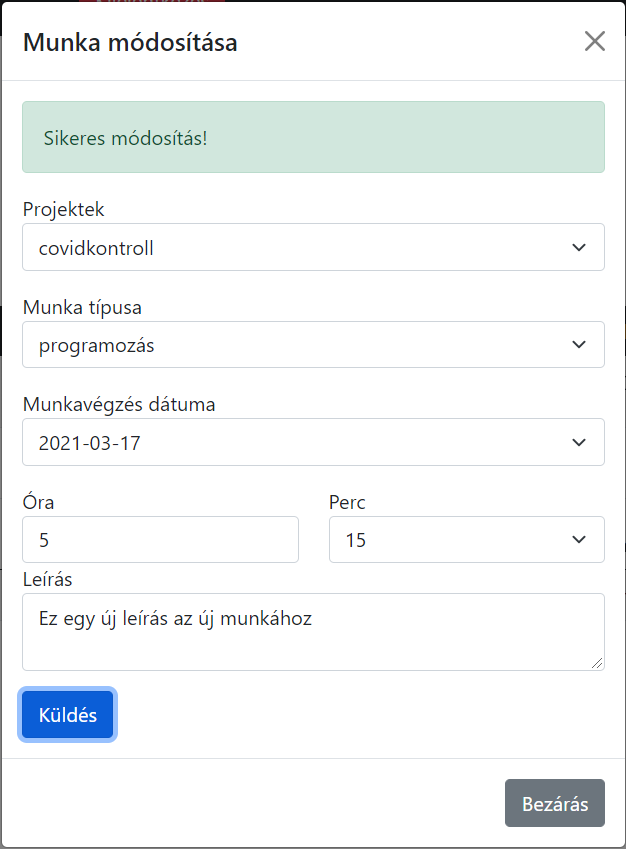 Munka módosítása
Sikeres módosítás!
Projektek
covidkontroll
Munka típusa
programozás
Munkavégzés dátuma
2021-03-17
Óra
Perc
5
15
Leírás
Ez egy új leírás az új munkához
Küldés
Bezárás